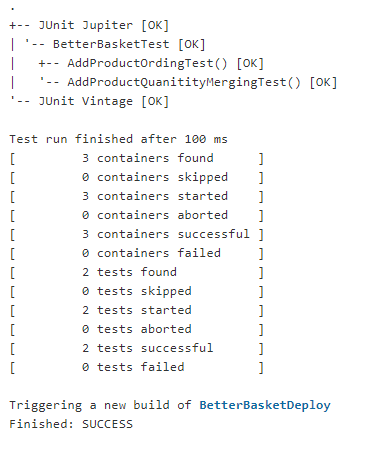 .
+-- JUnit Jupiter [OK]
| '-- BetterBasketTest [OK]
|   +-- AddProductOrdingTest() [OK]
|   '-- AddProductQuanitityMergingTest() [OK]
'-- JUnit Vintage [OK]

Test run finished after 100 ms
[         3 containers found      ]
[         0 containers skipped    ]
[         3 containers started    ]
[         0 containers aborted    ]
[         3 containers successful ]
[         0 containers failed     ]
[         2 tests found           ]
[         0 tests skipped         ]
[         2 tests started         ]
[         0 tests aborted         ]
[         2 tests successful      ]
[         0 tests failed          ]

Triggering a new build of BetterBasketDeploy
Finished: SUCCESS